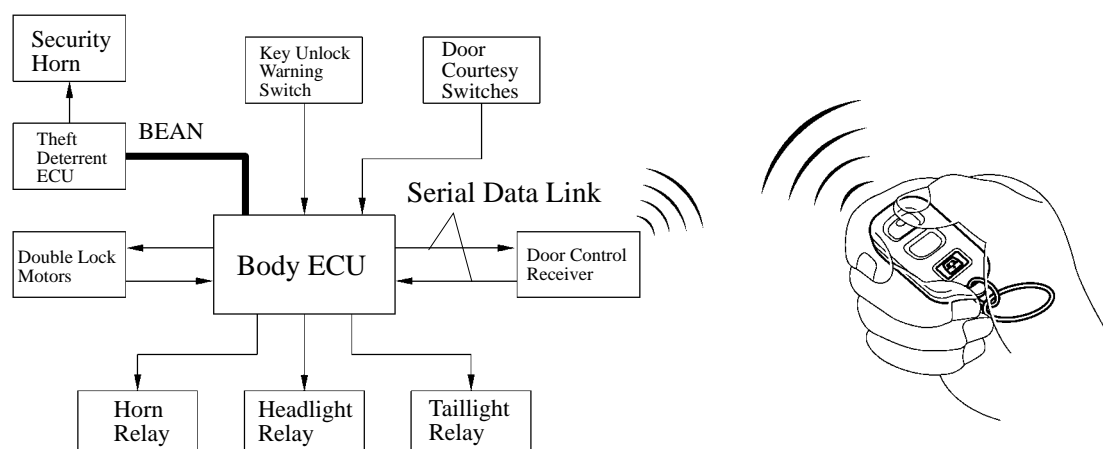 Security
Horn
Key Unlock
Warning
Switch
Door
Courtesy
Switches
Theft
Deterrent
ECU
BEAN
Serial Data Link
Double Lock
Motors
Body ECU
Door Control
Receiver
Horn
Relay
Headlight
Relay
Taillight
Relay